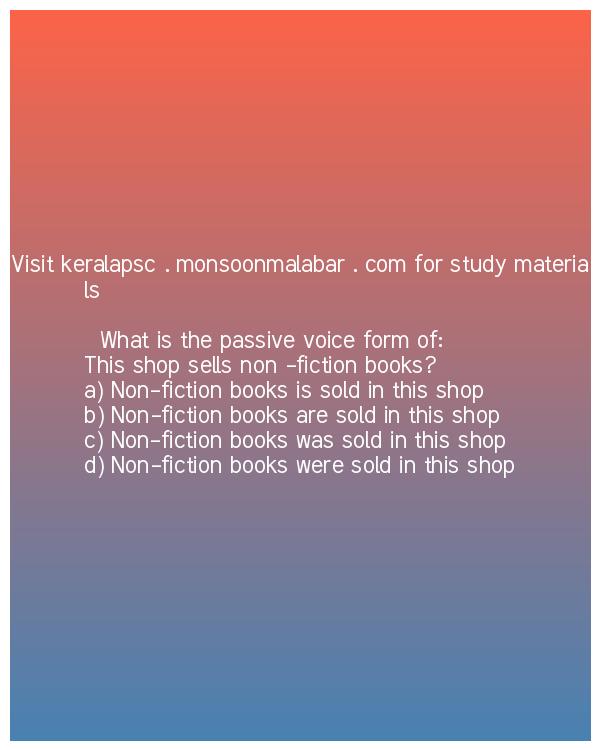 Visit keralapsc . monsoonmalabar . com for study materia
ls
What is the passive voice form of:
This shop sells non -fiction books?
a) Non-fiction books is sold in this shop
b) Non-fiction books are sold in this shop
c) Non-fiction books was sold in this shop
d) Non-fiction books were sold in this shop